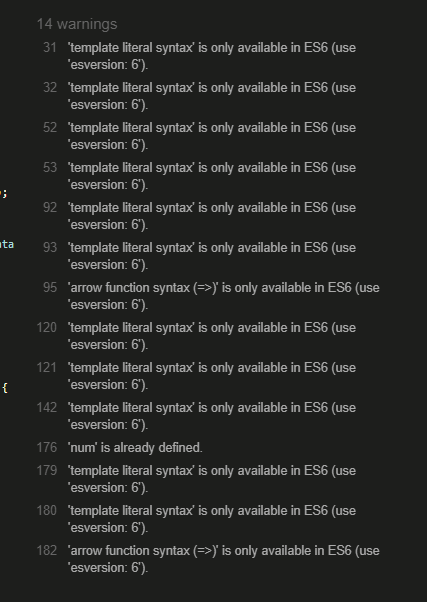 14 warnings
31 'template literal syntax' is only available in ES6 (use
'esversion: 6').
32 'template literal syntax' is only available in ES6 (use
'esversion: 6').
52 'template literal syntax' is only available in ES6 (use
'esversion: 6').
53 'template literal syntax' is only available in ES6 (use
'esversion: 6').
;
92 'template literal syntax' is only available in ES6 (use
'esversion: 6').
ata
93 'template literal syntax' is only available in ES6 (use
'esversion: 6').
95 'arrow function syntax (=>)' is only available in ES6 (use
'esversion: 6').
120 'template literal syntax' is only available in ES6 (use
'esversion: 6').
121 'template literal syntax' is only available in ES6 (use
'esversion: 6').
{
142 'template literal syntax' is only available in ES6 (use
'esversion: 6').
176 'num' is already defined.
179 'template literal syntax' is only available in ES6 (use
'esversion: 6').
180 'template literal syntax' is only available in ES6 (use
'esversion: 6').
182 'arrow function syntax (=>)' is only available in ES6 (use
'esversion: 6').